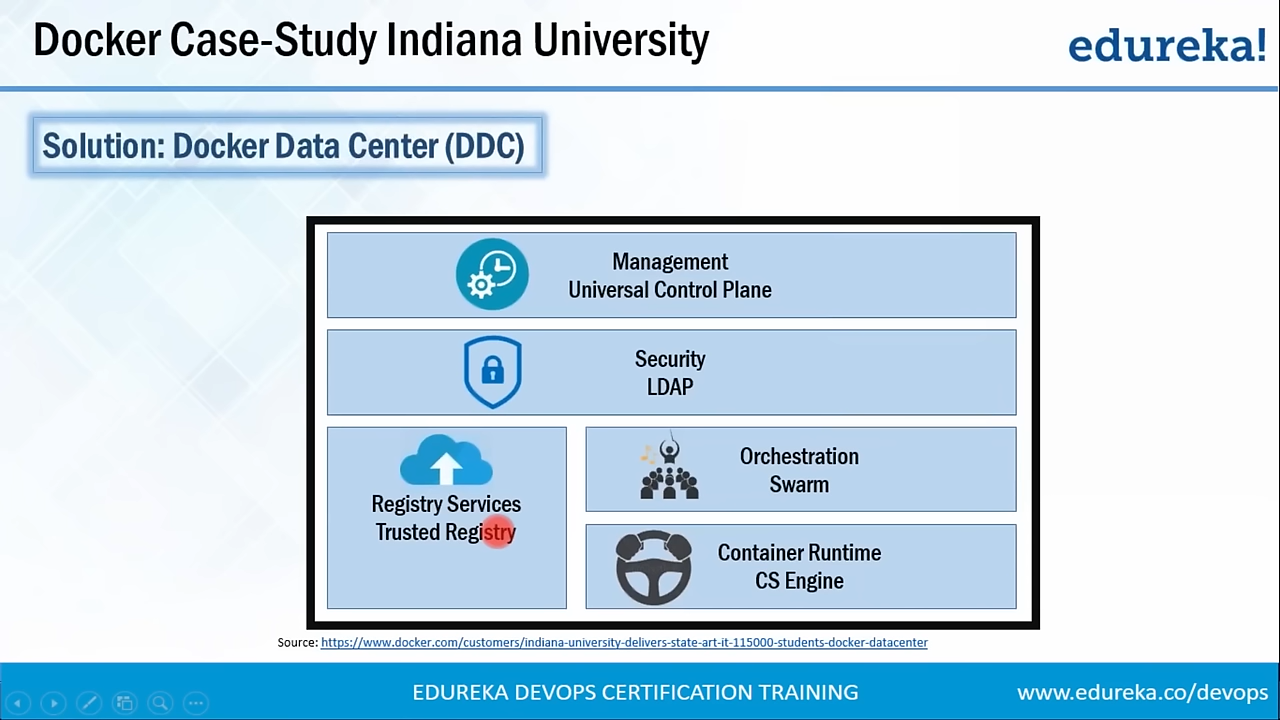 Docker Case-Study Indiana University
edureka!
Solution: Docker Data Center (DDC)
Management
Universal Control Plane
Security
LDAP
Registry Services
Trusted Registry
Orchestration
Swarm
Container Runtime
CS Engine
Source: https://www.docker.com/customers/indiana-university-delivers-state-art-it-115000-students-docker-datacenter
EDUREKA DEVOPS CERTIFICATION TRAINING
www.edureka.co/devops